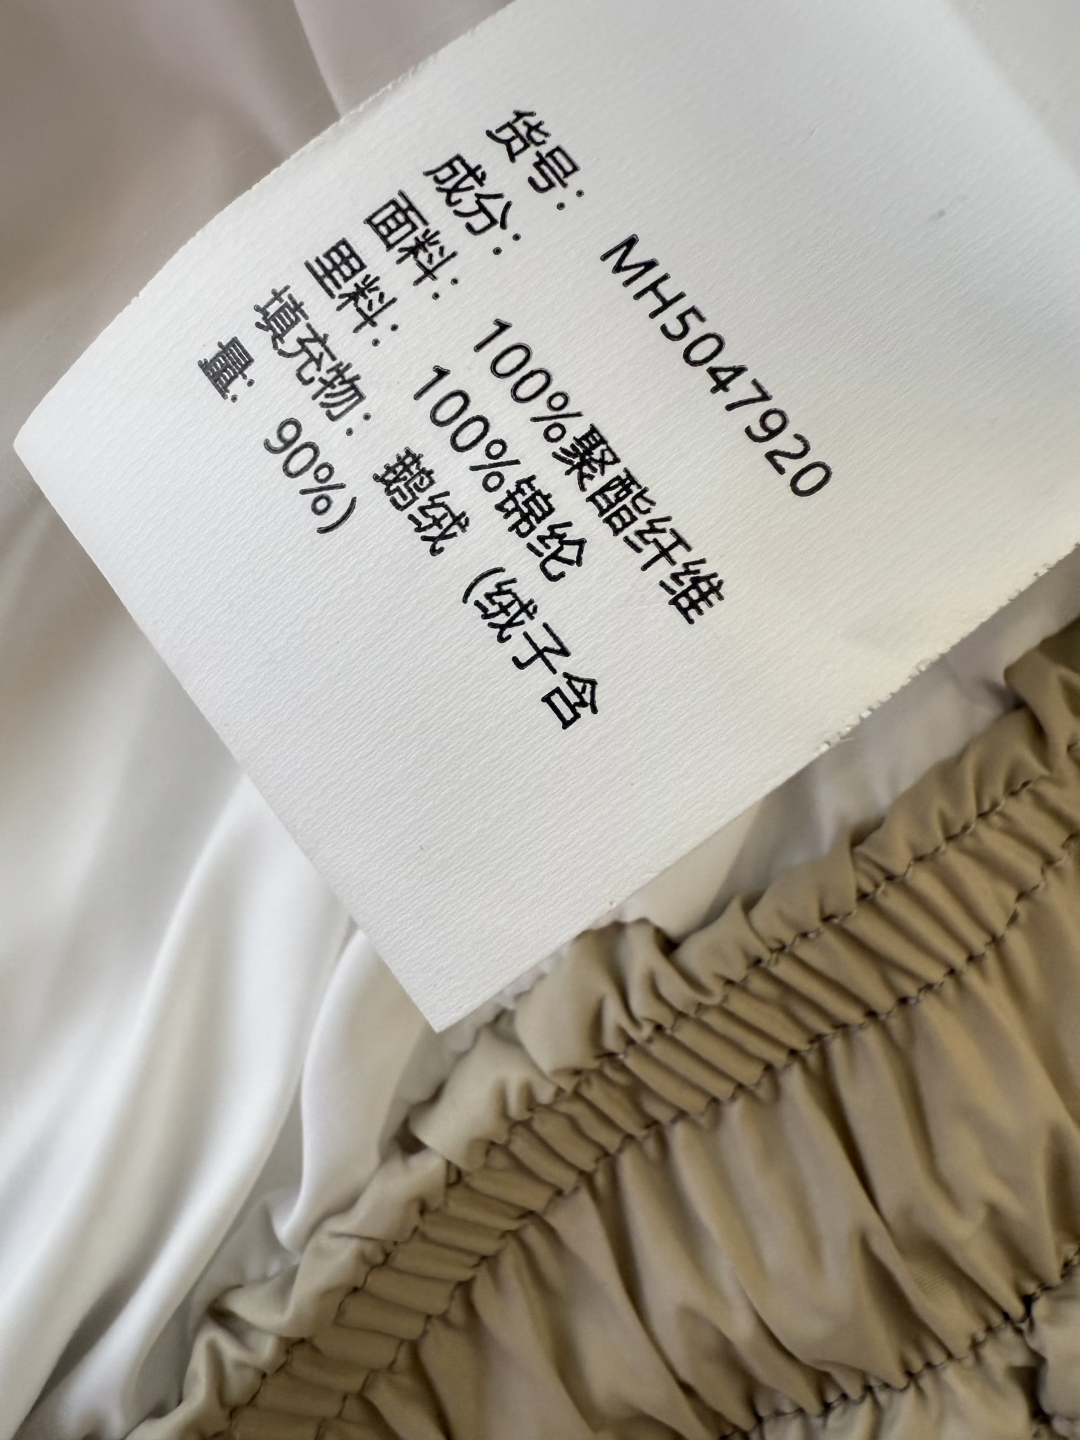 货号： MH5047920
成分：
面料： 100%聚酯纤维
里料： 100%锦纶
填充物： 鹅绒（绒子含
量：90%）